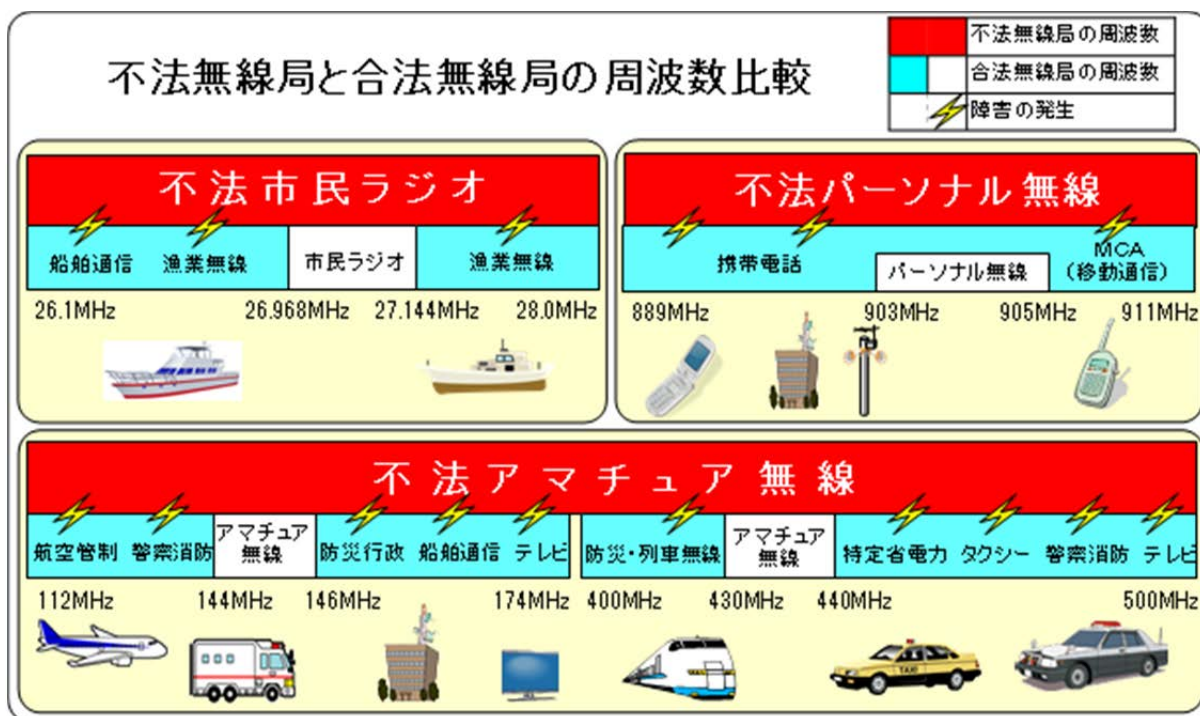 不法無線局と合法無線局の周波数比較
不法無線局の周波数
合法無線局の周波数
障害の発生
不法市民ラジオ
船舶通信 漁業無線 市民ラジオ 漁業無線
26.1MHz 26.968MHz 27.144MHz 28.0MHz
不法パーソナル無線
携帯電話 パーソナル無線 MCA
(移動通信)
889MHz 903MHz 905MHz 911MHz
不法アマチュア無線
航空管制 警察消防 アマチュア
無線
防災行政 船舶通信 テレビ
防災・列車無線 アマチュア
無線
特定省電力 タクシー 警察消防 テレビ
112MHz 144MHz 146MHz 174MHz 400MHz 430MHz 440MHz 500MHz
TAXI